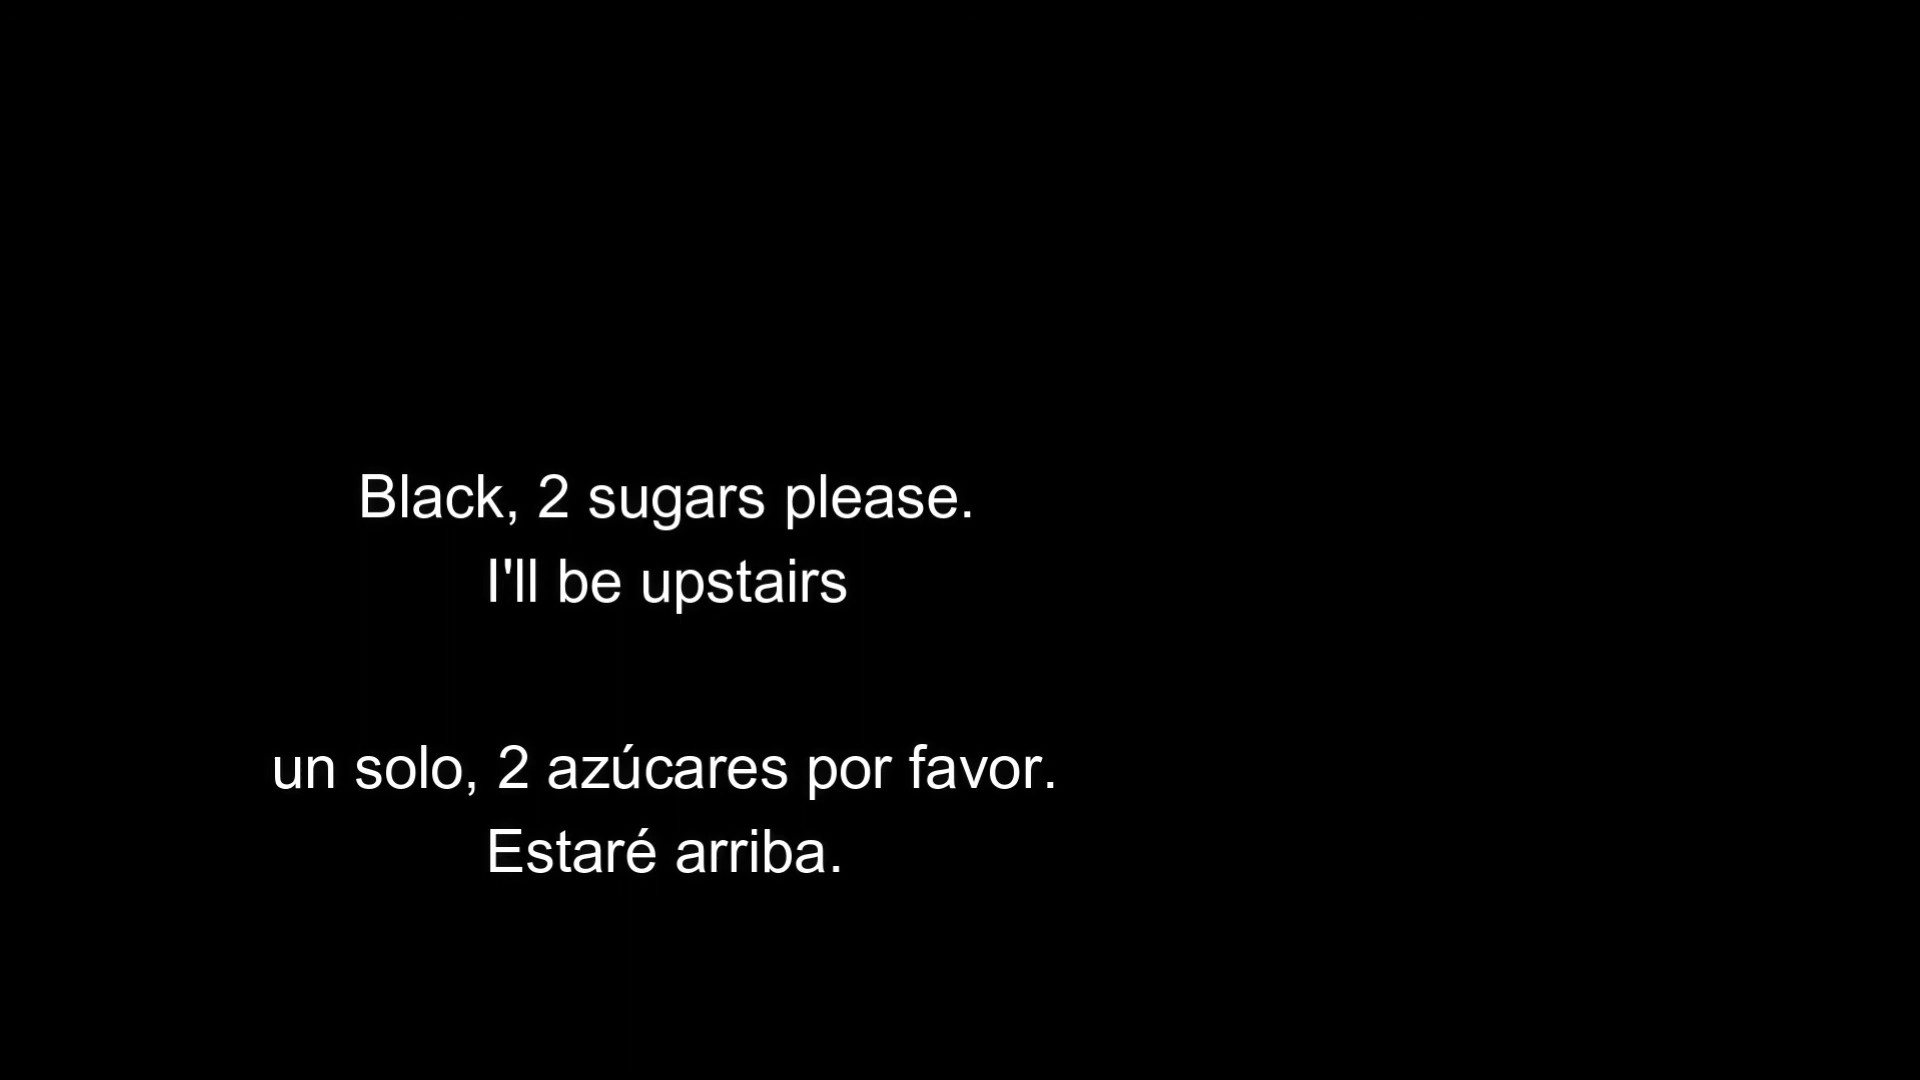 Black, 2 sugars please.
I'll be upstairs
un solo, 2 azúcares por favor.
Estaré arriba.